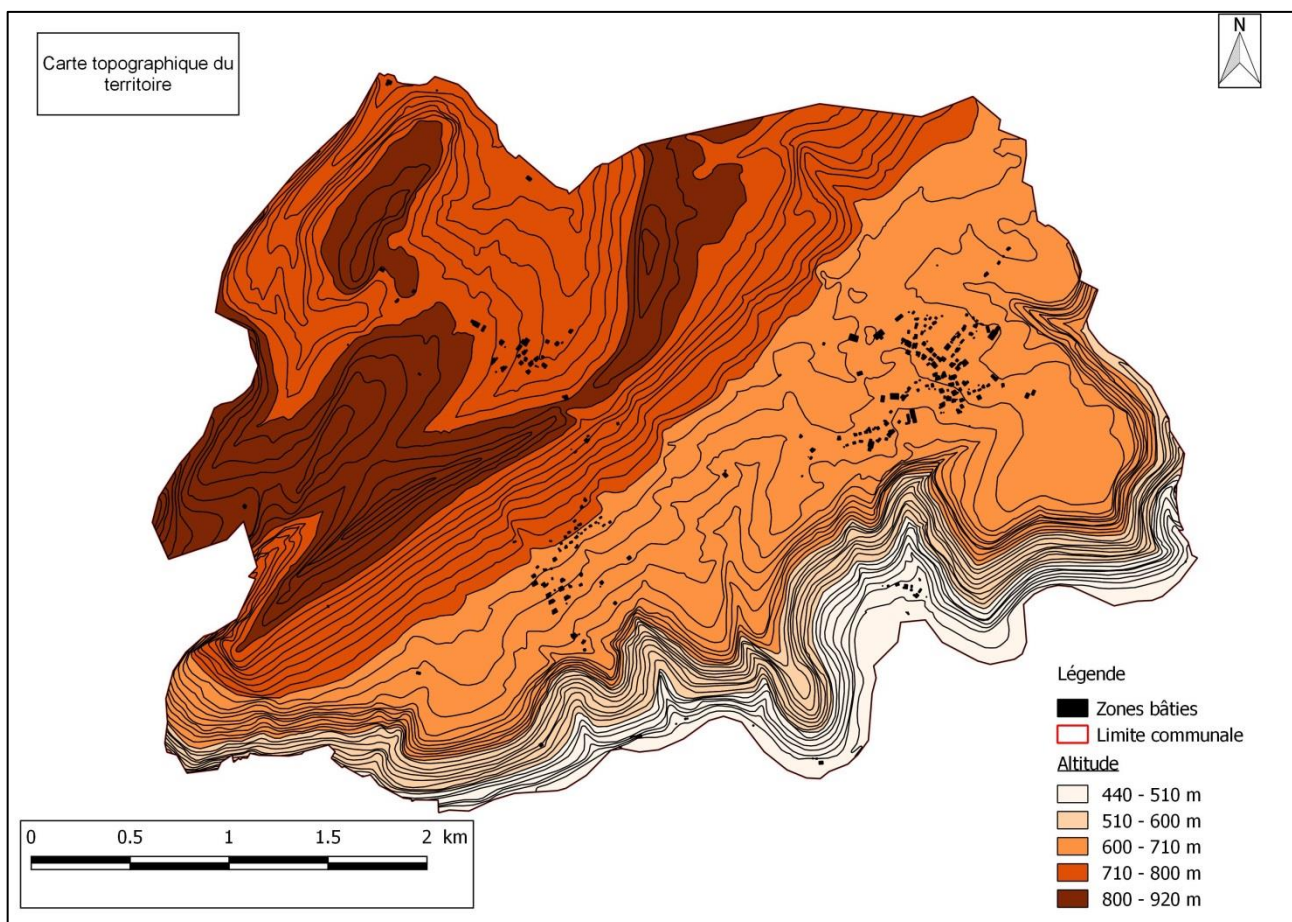 Carte topographique du
territoire
N
Légende
Zones bâties
Limite communale
Altitude
440 - 510 m
510 - 600 m
600 - 710 m
710 - 800 m
800 - 920 m
0 0.5 1 1.5 2 km